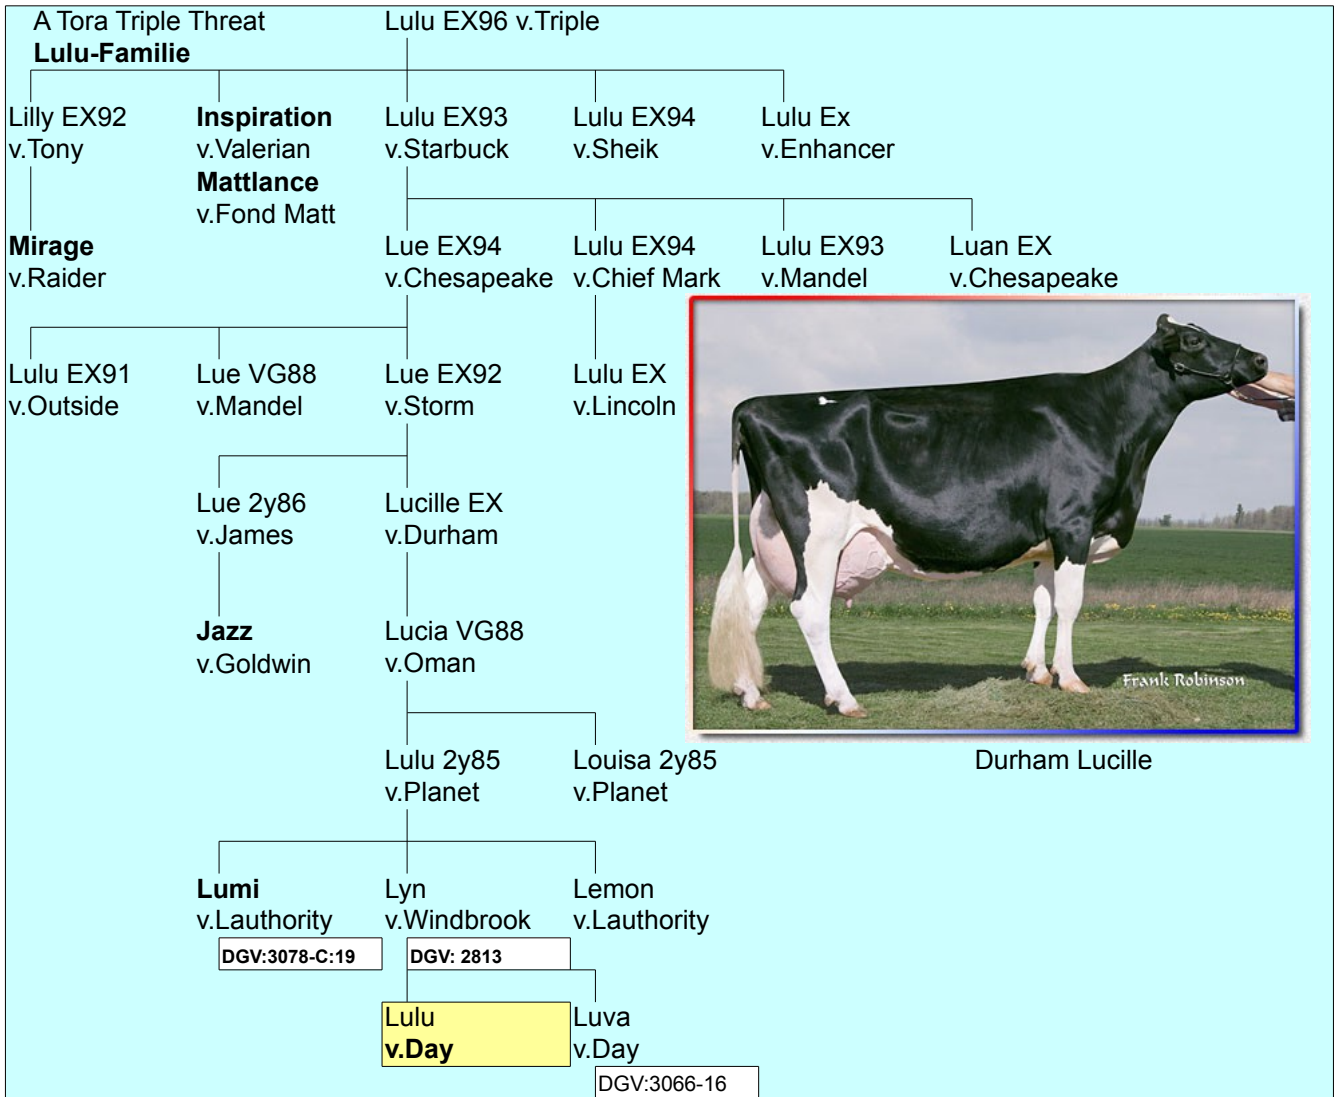 A Tora Triple Threat
Lulu EX96 v.Triple
Lulu-Familie
Lilly EX92
v.Tony
Inspiration
v.Valerian
Mattlance
v.Fond Matt
Lulu EX93
v.Starbuck
Lulu EX94
v.Sheik
Lulu Ex
v.Enhancer
Mirage
v.Raider
Lue EX94
v.Chesapeake
Lulu EX94
v.Chief Mark
Lulu EX93
v.Mandel
Luan EX
v.Chesapeake
Lulu EX91
v.Outside
Lue VG88
v.Mandel
Lue EX92
v.Storm
Lulu EX
v.Lincoln
Lue 2y86
v.James
Lucille EX
v.Durham
Jazz
v.Goldwin
Lucia VG88
v.Oman
Frank Robinson
Durham Lucille
Lulu 2y85
v.Planet
Louisa 2y85
v.Planet
Lumi
v.Lauthority
DGV:3078-C:19
Lyn
v.Windbrook
DGV: 2813
Lemon
v.Lauthority
Lulu
v.Day
Luva
v.Day
DGV:3066-16